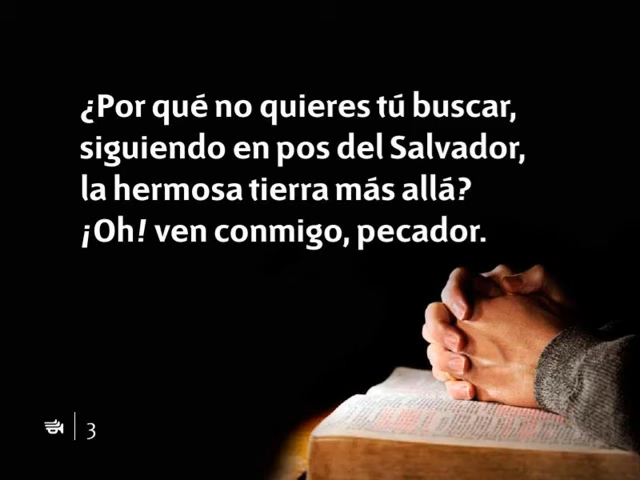 ¿Por qué no quieres tú buscar,
siguiendo en pos del Salvador,
la hermosa tierra más allá?
¡Oh! ven conmigo, pecador.
3